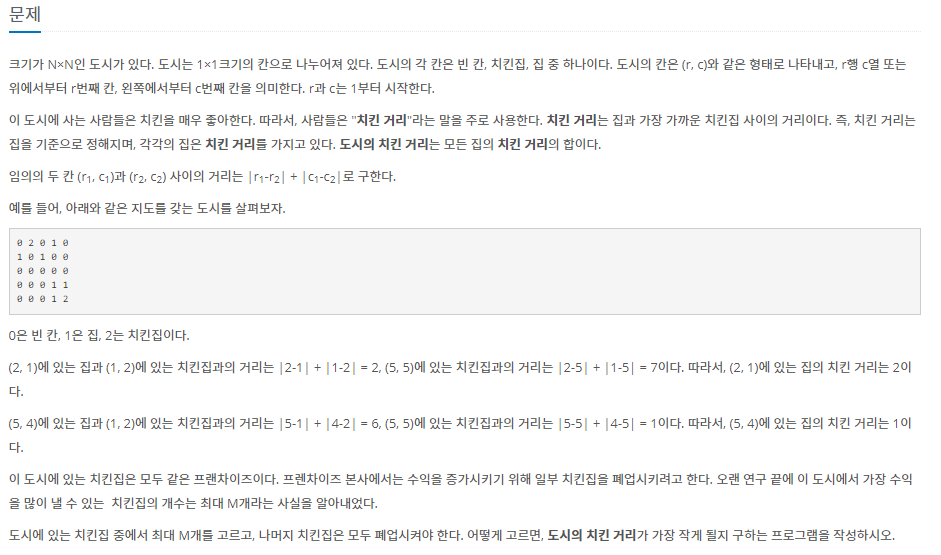 문제
크기가 N×N인 도시가 있다. 도시는 1×1크기의 칸으로 나누어져 있다. 도시의 각 칸은 빈 칸, 치킨집, 집 중 하나이다. 도시의 칸은 (r, c)와 같은 형태로 나타내고, r행 c열 또는
위에서부터 r번째 칸, 왼쪽에서부터 c번째 칸을 의미한다. r과 c는 1부터 시작한다.
이 도시에 사는 사람들은 치킨을 매우 좋아한다. 따라서, 사람들은 "치킨 거리"라는 말을 주로 사용한다. 치킨 거리는 집과 가장 가까운 치킨집 사이의 거리이다. 즉, 치킨 거리는
집을 기준으로 정해지며, 각각의 집은 치킨 거리를 가지고 있다. 도시의 치킨 거리는 모든 집의 치킨 거리의 합이다.
임의의 두 칸 (r1, c1)과 (r2, c2) 사이의 거리는 |r1-r2| + |c1-c2|로 구한다.
예를 들어, 아래와 같은 지도를 갖는 도시를 살펴보자.
0 2 0 1 0
1 0 1 0 0
0 0 0 0 0
0 0 0 1 1
0 0 0 1 2
0은 빈 칸, 1은 집, 2는 치킨집이다.
(2, 1)에 있는 집과 (1, 2)에 있는 치킨집과의 거리는 |2-1| + |1-2| = 2, (5, 5)에 있는 치킨집과의 거리는 |2-5| + |1-5| = 7이다. 따라서, (2, 1)에 있는 집의 치킨 거리는 2이
다.
(5, 4)에 있는 집과 (1, 2)에 있는 치킨집과의 거리는 |5-1| + |4-2| = 6, (5, 5)에 있는 치킨집과의 거리는 |5-5| + |4-5| = 1이다. 따라서, (5, 4)에 있는 집의 치킨 거리는 1이
다.
이 도시에 있는 치킨집은 모두 같은 프랜차이즈이다. 프렌차이즈 본사에서는 수익을 증가시키기 위해 일부 치킨집을 폐업시키려고 한다. 오랜 연구 끝에 이 도시에서 가장 수익
을 많이 낼 수 있는 치킨집의 개수는 최대 M개라는 사실을 알아내었다.
도시에 있는 치킨집 중에서 최대 M개를 고르고, 나머지 치킨집은 모두 폐업시켜야 한다. 어떻게 고르면, 도시의 치킨 거리가 가장 작게 될지 구하는 프로그램을 작성하시오.